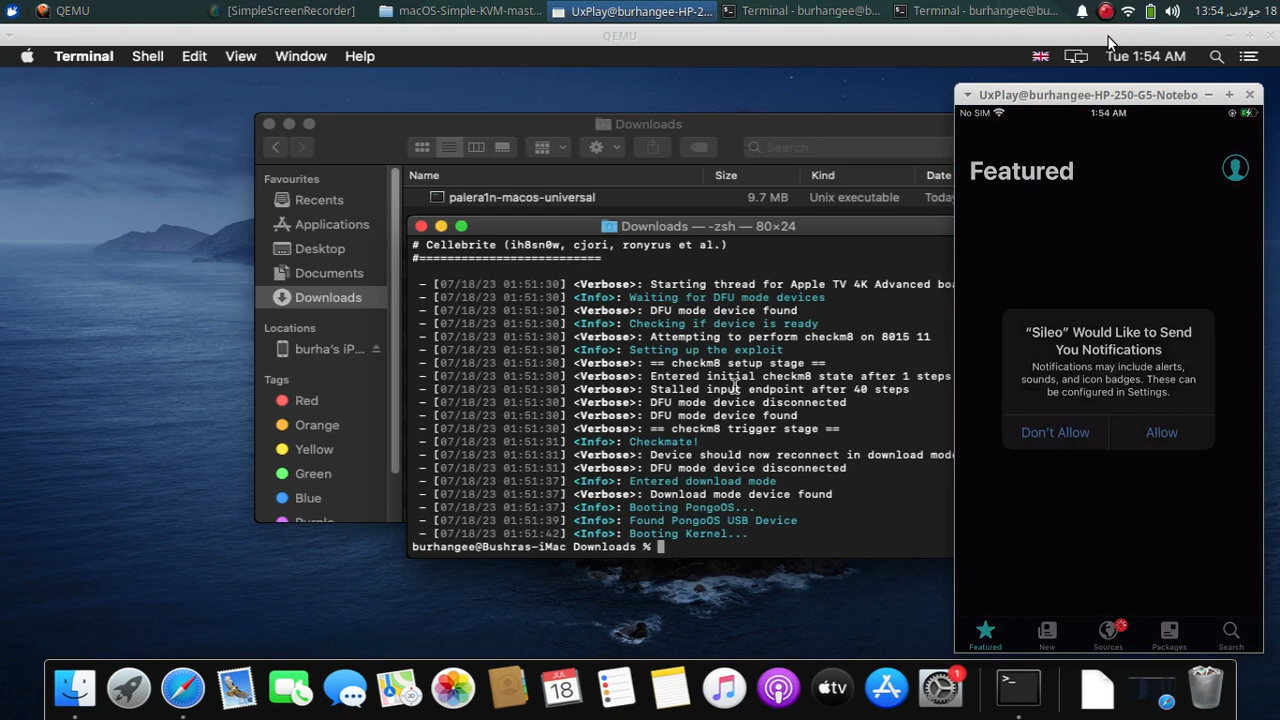 QEMU
[SimpleScreenRecorder]
macOS-Simple-KVM-mast...
UxPlay@burhangee-HP-2...
Terminal - burhangee@b...
Terminal - burhangee@bu...
13:54 ,جولائی 18
QEMU
Terminal Shell Edit View Window Help
Tue 1:54 AM
UxPlay@burhangee-HP-250-G5-Notebo
No SIM 1:54 AM
Featured
“Sileo” Would Like to Send
You Notifications
Notifications may include alerts,
sounds, and icon badges. These can
be configured in Settings.
Don’t Allow Allow
Featured New Sources Packages Search
Downloads
Search
Favourites
Recents
Applications
Desktop
Documents
Downloads
Locations
burha’s iP...
Tags
Red
Orange
Yellow
Green
Blue
Purple
Name Size Kind Date
palera1n-macos-universal 9.7 MB Unix executable Today
Downloads — -zsh — 80×24
# Cellebrite (ih8sn0w, cjori, ronyrus et al.)
#=========================
- [07/18/23 01:51:30] <Verbose>: Starting thread for Apple TV 4K Advanced boa
- [07/18/23 01:51:30] <Info>: Waiting for DFU mode devices
- [07/18/23 01:51:30] <Verbose>: DFU mode device found
- [07/18/23 01:51:30] <Info>: Checking if device is ready
- [07/18/23 01:51:30] <Verbose>: Attempting to perform checkm8 on 8015 11
- [07/18/23 01:51:30] <Info>: Setting up the exploit
- [07/18/23 01:51:30] <Verbose>: == checkm8 setup stage ==
- [07/18/23 01:51:30] <Verbose>: Entered initial checkm8 state after 1 steps
- [07/18/23 01:51:30] <Verbose>: Stalled input endpoint after 40 steps
- [07/18/23 01:51:30] <Verbose>: DFU mode device disconnected
- [07/18/23 01:51:30] <Verbose>: DFU mode device found
- [07/18/23 01:51:30] <Verbose>: == checkm8 trigger stage ==
- [07/18/23 01:51:31] <Info>: Checkmate!
- [07/18/23 01:51:31] <Verbose>: Device should now reconnect in download mode
- [07/18/23 01:51:31] <Verbose>: DFU mode device disconnected
- [07/18/23 01:51:37] <Info>: Entered download mode
- [07/18/23 01:51:37] <Verbose>: Download mode device found
- [07/18/23 01:51:37] <Info>: Booting PongoOS...
- [07/18/23 01:51:39] <Info>: Found PongoOS USB Device
- [07/18/23 01:51:42] <Info>: Booting Kernel...
burhangee@Bushras-iMac Downloads %
JUL
18
tv
1